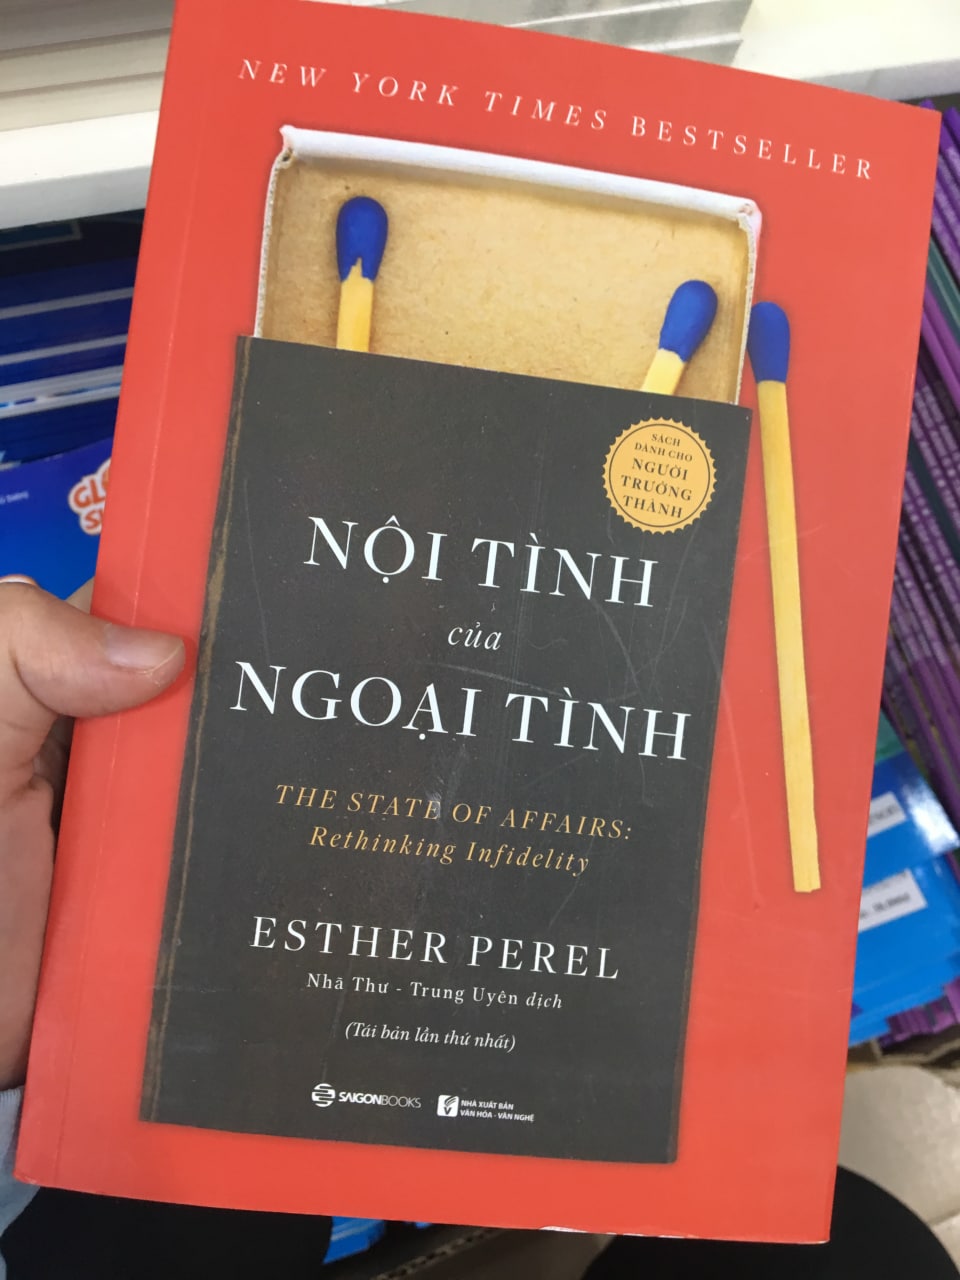 NEW YORK TIMES BESTSELLER
SÁCH
DÀNH CHO
NGƯỜI
TRƯỞNG
THÀNH
NỘI TÌNH
của
NGOẠI TÌNH
THE STATE OF AFFAIRS:
Rethinking Infidelity
ESTHER PEREL
Nhã Thư - Trung Uyên dịch
(Tái bản lần thứ nhất)
SAIGONBOOKS
NHÀ XUẤT BẢN
VĂN HÓA - VĂN NGHỆ